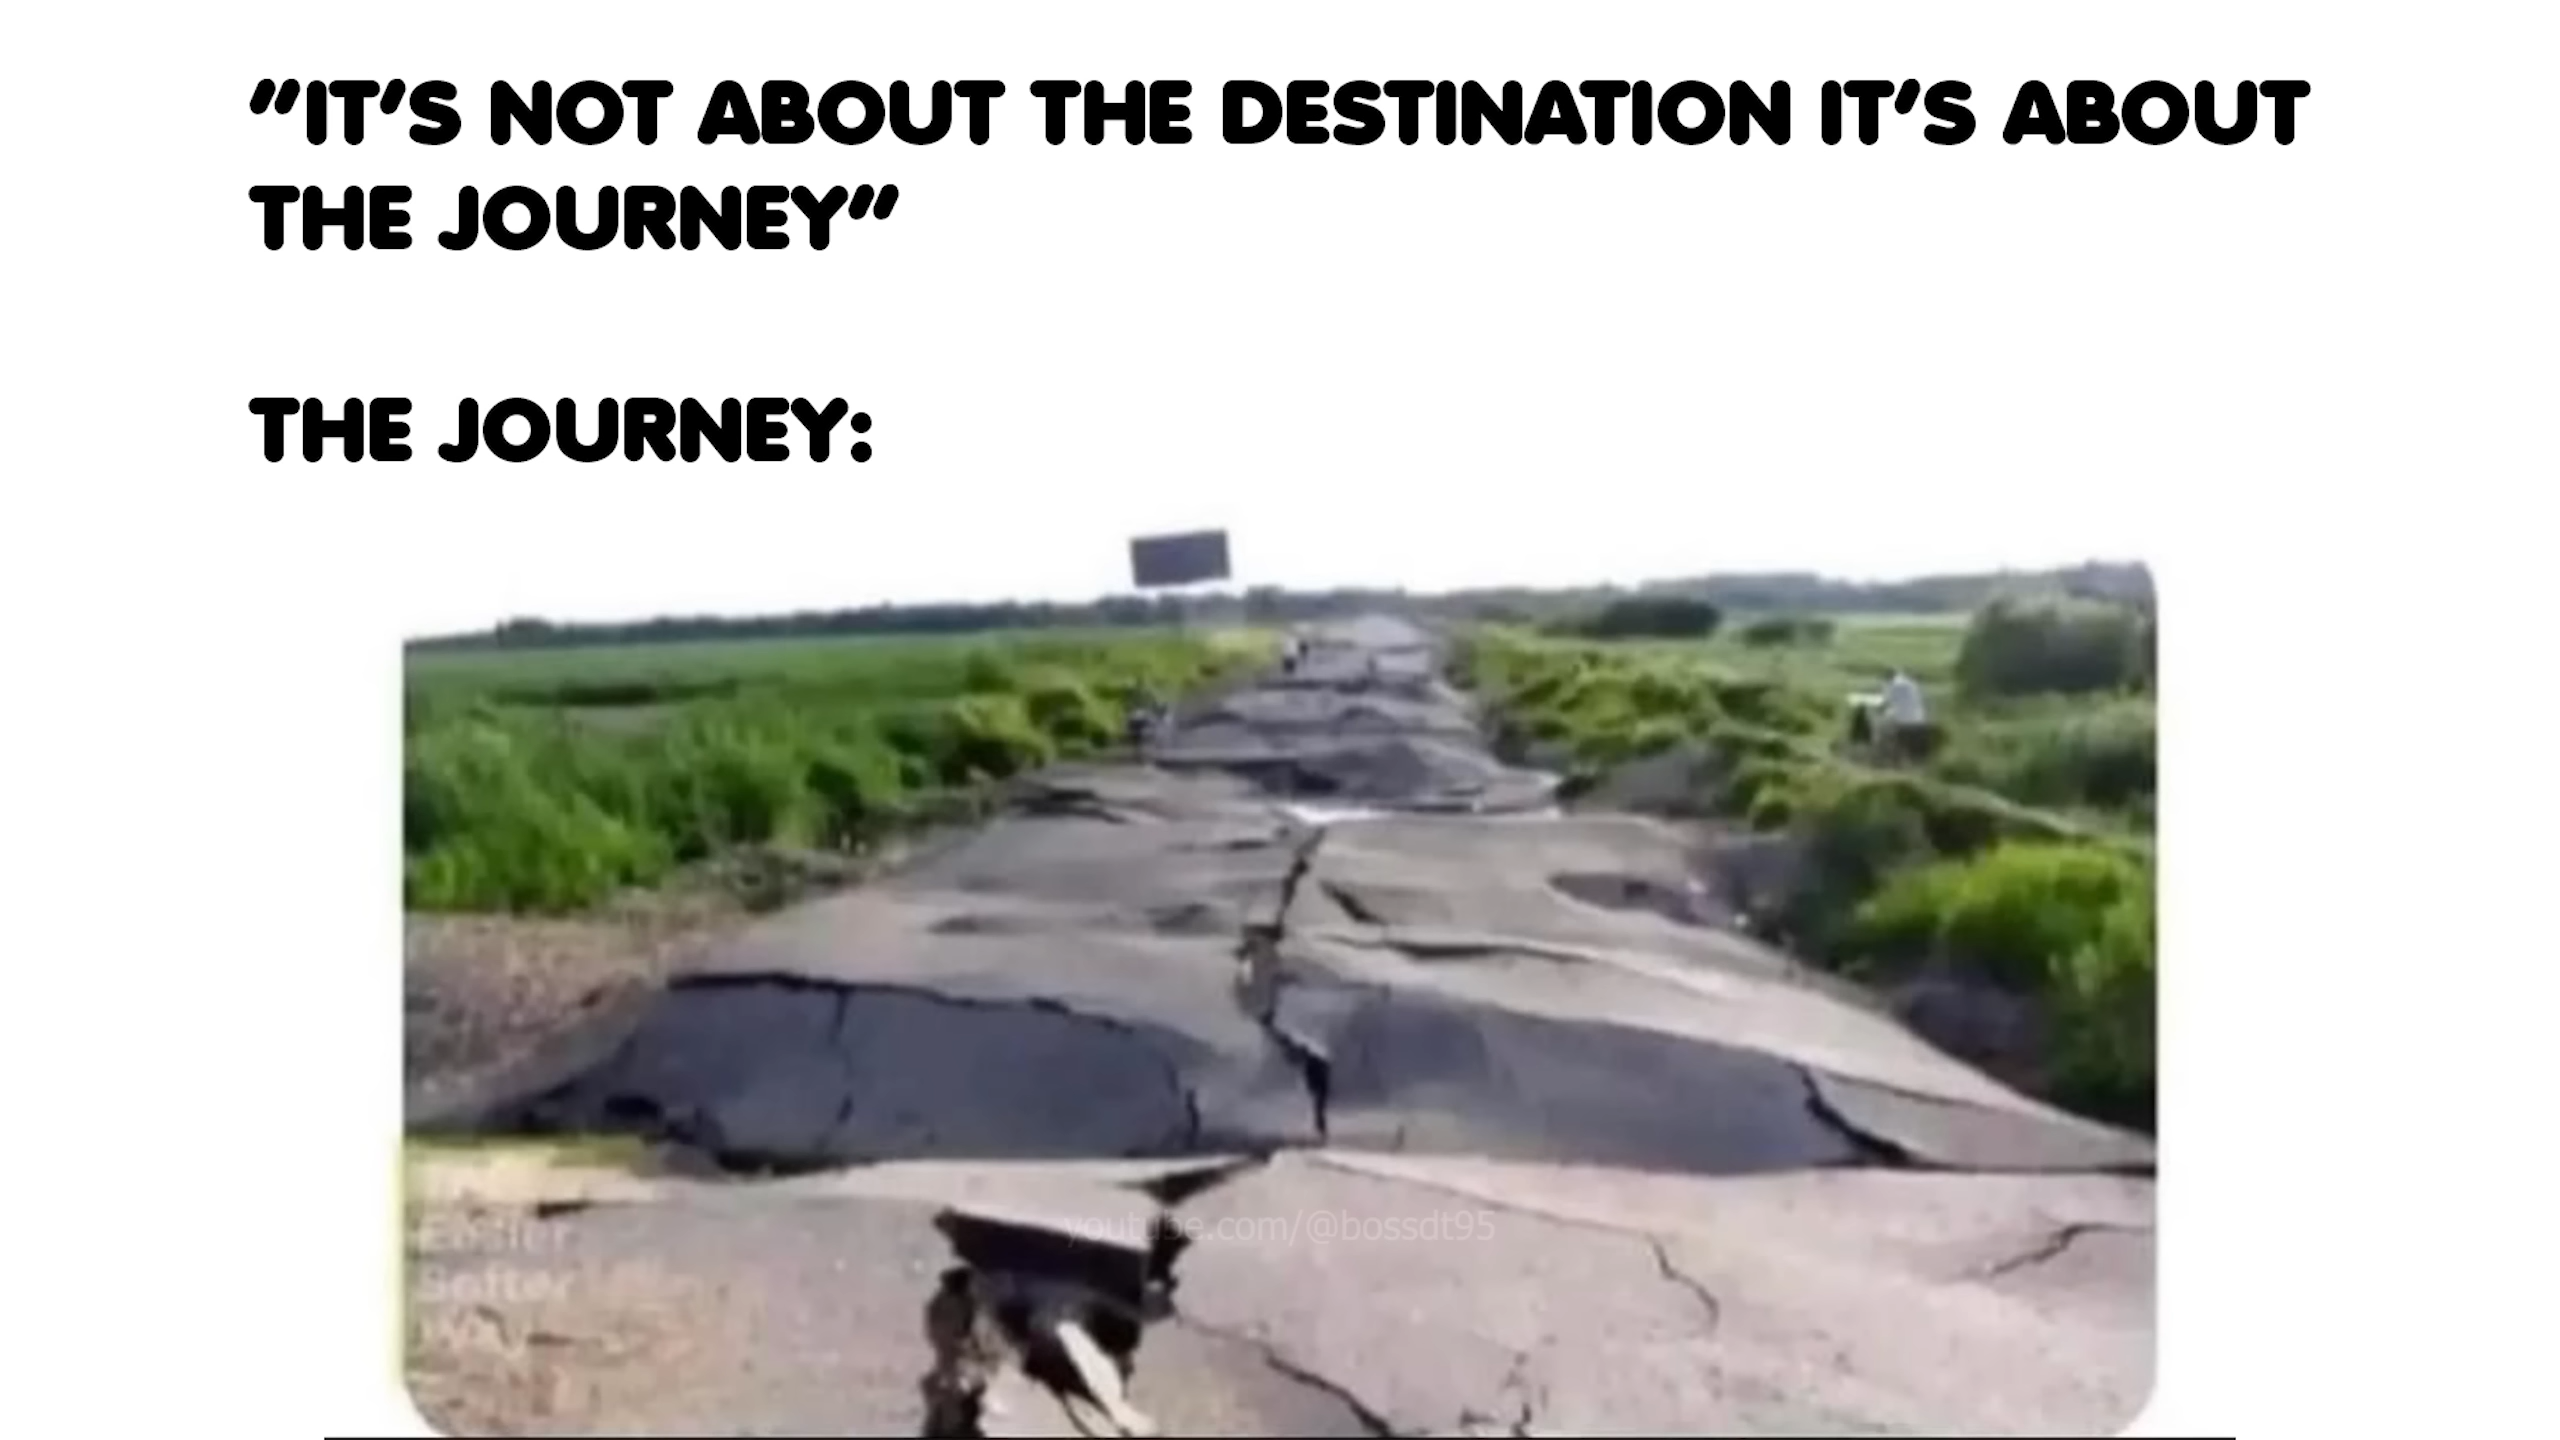 "IT'S NOT ABOUT THE DESTINATION IT'S ABOUT
THE JOURNEY"
THE JOURNEY:
youtube.com/@bossdt95